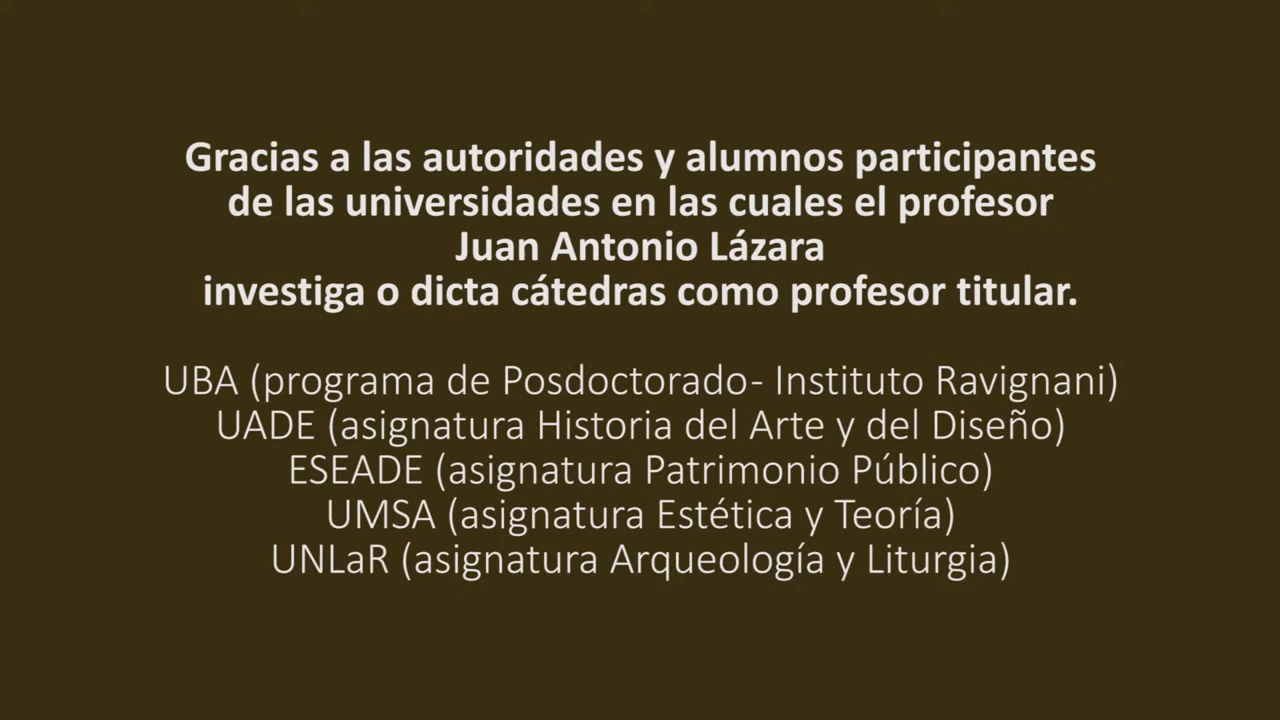 Gracias a las autoridades y alumnos participantes
de las universidades en las cuales el profesor
Juan Antonio Lázara
investiga o dicta cátedras como profesor titular.
UBA (programa de Posdoctorado- Instituto Ravignani)
UADE (asignatura Historia del Arte y del Diseño)
ESEADE (asignatura Patrimonio Público)
UMSA (asignatura Estética y Teoría)
UNLaR (asignatura Arqueología y Liturgia)